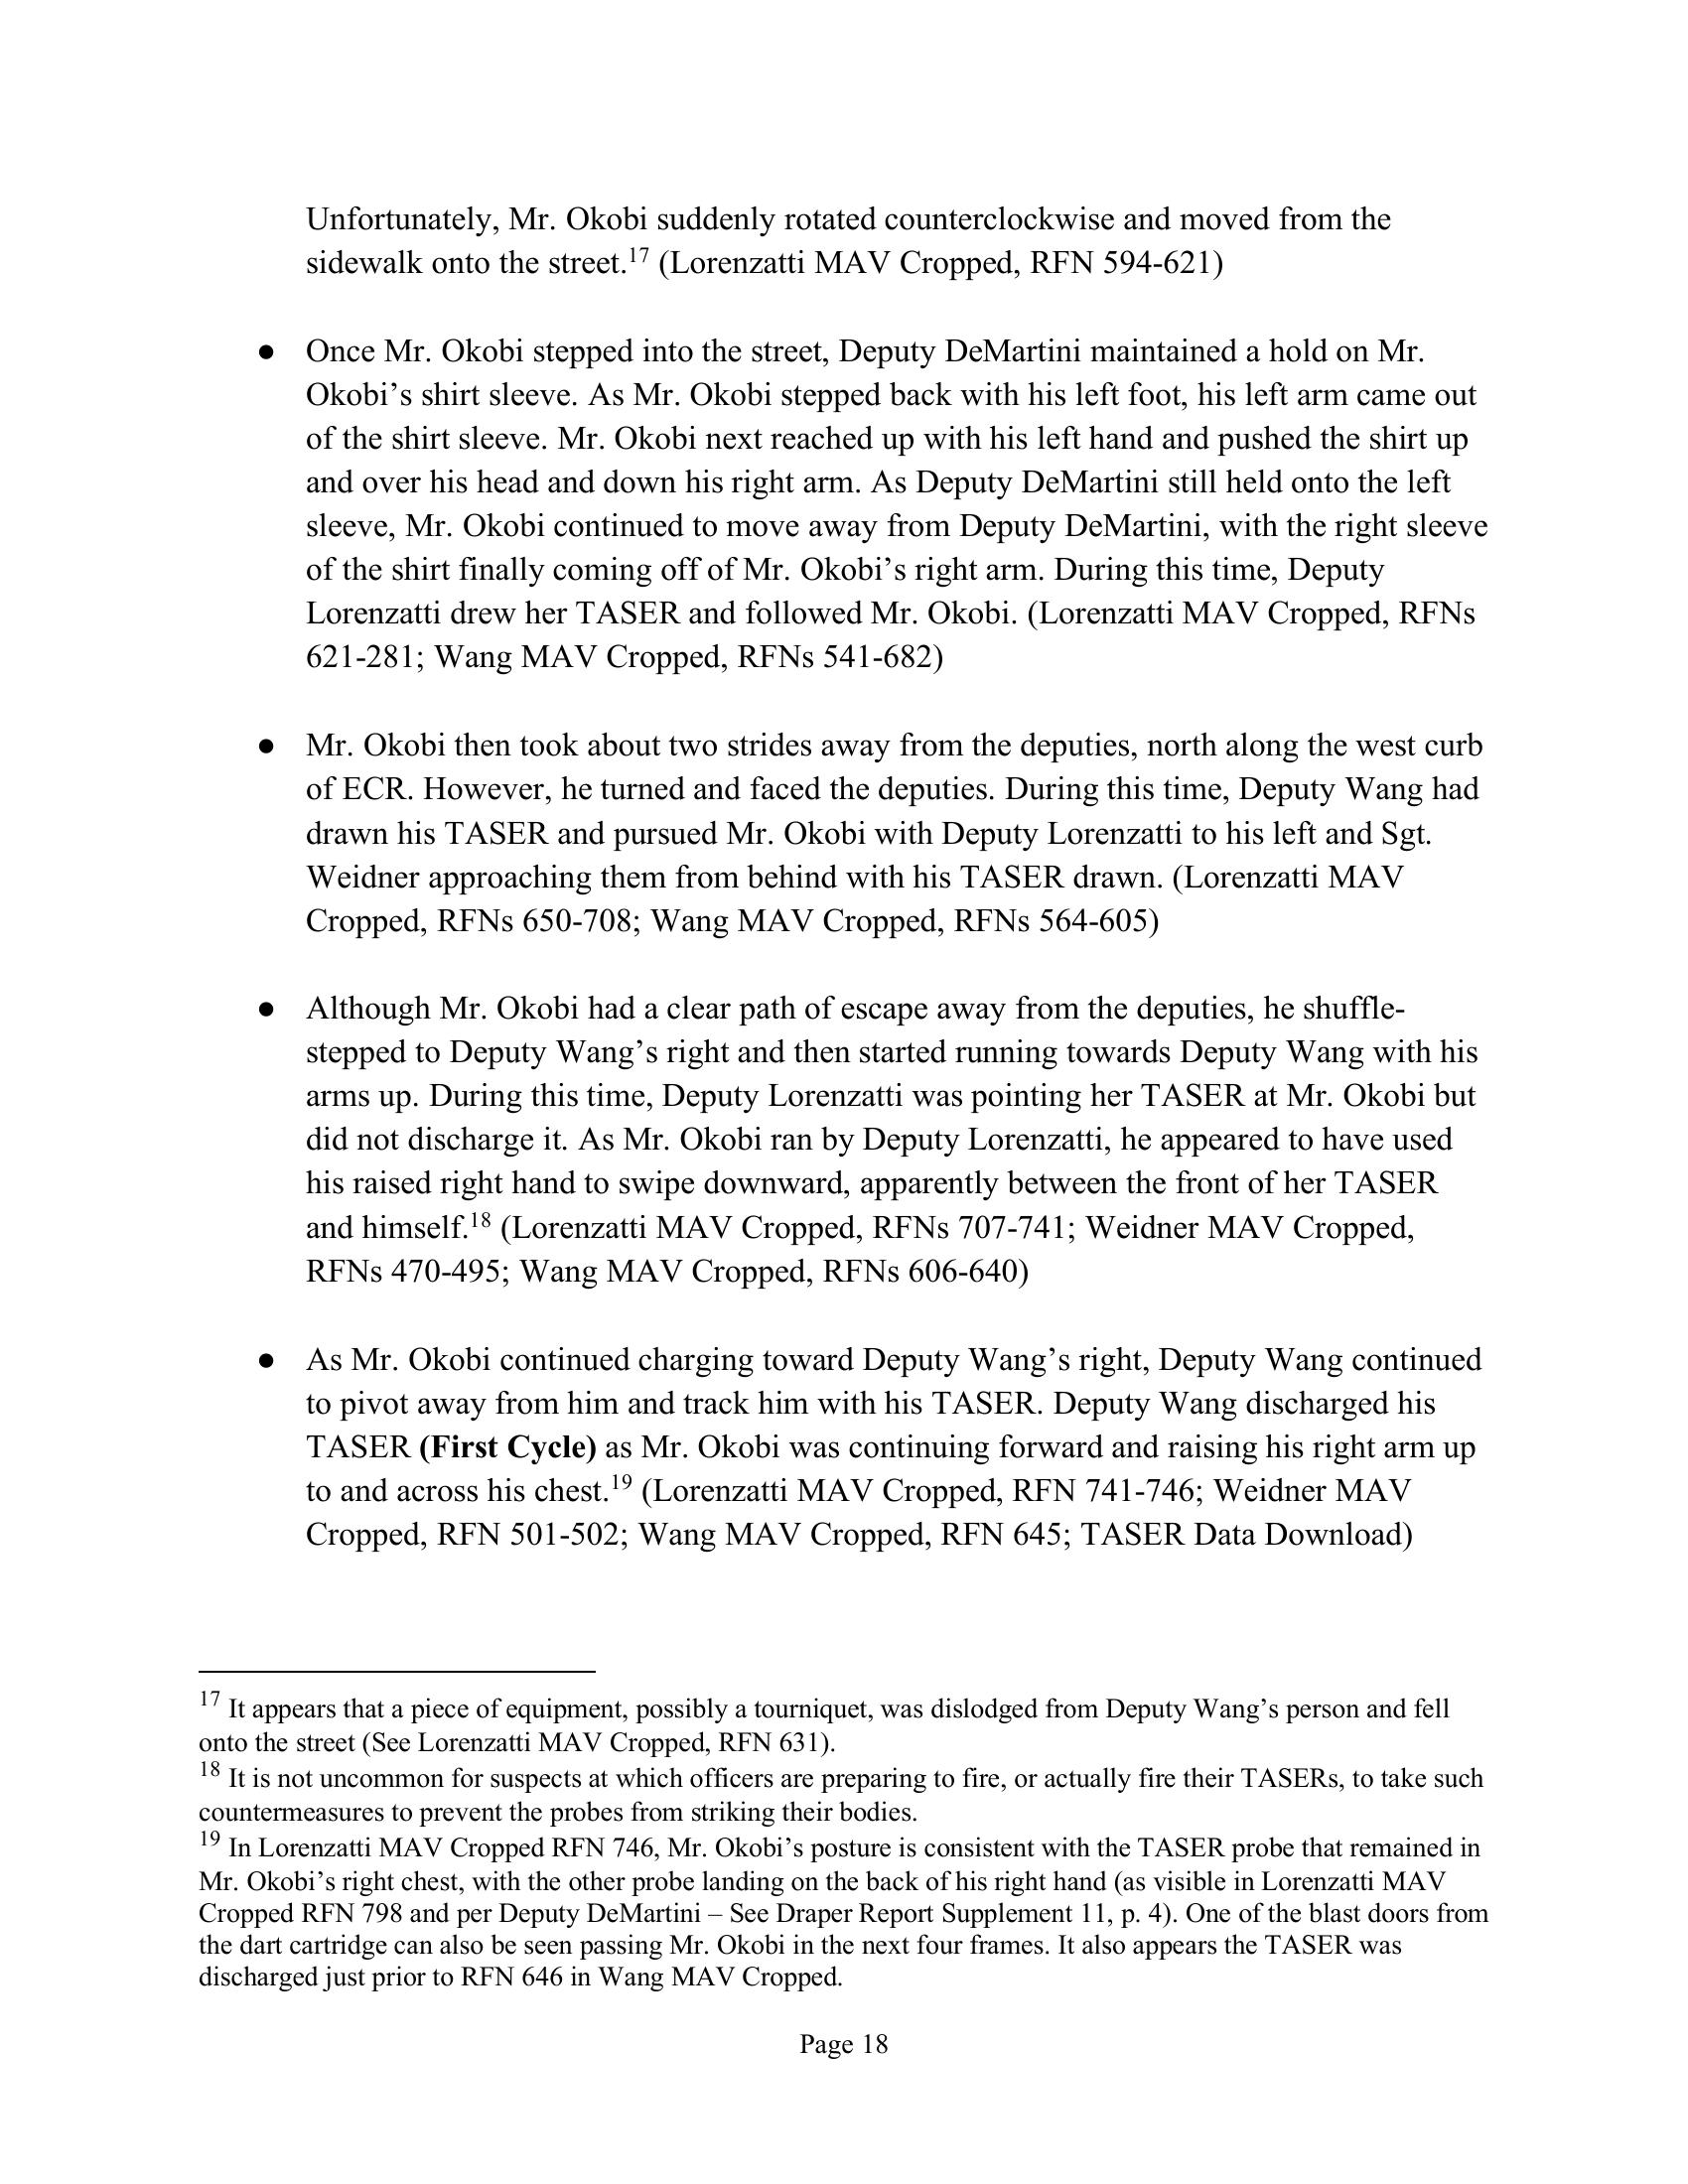 Unfortunately, Mr. Okobi suddenly rotated counterclockwise and moved from the
sidewalk onto the street.17 (Lorenzatti MAV Cropped, RFN 594-621)
● Once Mr. Okobi stepped into the street, Deputy DeMartini maintained a hold on Mr.
Okobi’s shirt sleeve. As Mr. Okobi stepped back with his left foot, his left arm came out
of the shirt sleeve. Mr. Okobi next reached up with his left hand and pushed the shirt up
and over his head and down his right arm. As Deputy DeMartini still held onto the left
sleeve, Mr. Okobi continued to move away from Deputy DeMartini, with the right sleeve
of the shirt finally coming off of Mr. Okobi’s right arm. During this time, Deputy
Lorenzatti drew her TASER and followed Mr. Okobi. (Lorenzatti MAV Cropped, RFNs
621-281; Wang MAV Cropped, RFNs 541-682)
● Mr. Okobi then took about two strides away from the deputies, north along the west curb
of ECR. However, he turned and faced the deputies. During this time, Deputy Wang had
drawn his TASER and pursued Mr. Okobi with Deputy Lorenzatti to his left and Sgt.
Weidner approaching them from behind with his TASER drawn. (Lorenzatti MAV
Cropped, RFNs 650-708; Wang MAV Cropped, RFNs 564-605)
● Although Mr. Okobi had a clear path of escape away from the deputies, he shuffle-
stepped to Deputy Wang’s right and then started running towards Deputy Wang with his
arms up. During this time, Deputy Lorenzatti was pointing her TASER at Mr. Okobi but
did not discharge it. As Mr. Okobi ran by Deputy Lorenzatti, he appeared to have used
his raised right hand to swipe downward, apparently between the front of her TASER
and himself.18 (Lorenzatti MAV Cropped, RFNs 707-741; Weidner MAV Cropped,
RFNs 470-495; Wang MAV Cropped, RFNs 606-640)
● As Mr. Okobi continued charging toward Deputy Wang’s right, Deputy Wang continued
to pivot away from him and track him with his TASER. Deputy Wang discharged his
TASER (First Cycle) as Mr. Okobi was continuing forward and raising his right arm up
to and across his chest.19 (Lorenzatti MAV Cropped, RFN 741-746; Weidner MAV
Cropped, RFN 501-502; Wang MAV Cropped, RFN 645; TASER Data Download)
17 It appears that a piece of equipment, possibly a tourniquet, was dislodged from Deputy Wang’s person and fell
onto the street (See Lorenzatti MAV Cropped, RFN 631).
18 It is not uncommon for suspects at which officers are preparing to fire, or actually fire their TASERs, to take such
countermeasures to prevent the probes from striking their bodies.
19 In Lorenzatti MAV Cropped RFN 746, Mr. Okobi’s posture is consistent with the TASER probe that remained in
Mr. Okobi’s right chest, with the other probe landing on the back of his right hand (as visible in Lorenzatti MAV
Cropped RFN 798 and per Deputy DeMartini – See Draper Report Supplement 11, p. 4). One of the blast doors from
the dart cartridge can also be seen passing Mr. Okobi in the next four frames. It also appears the TASER was
discharged just prior to RFN 646 in Wang MAV Cropped.
Page 18